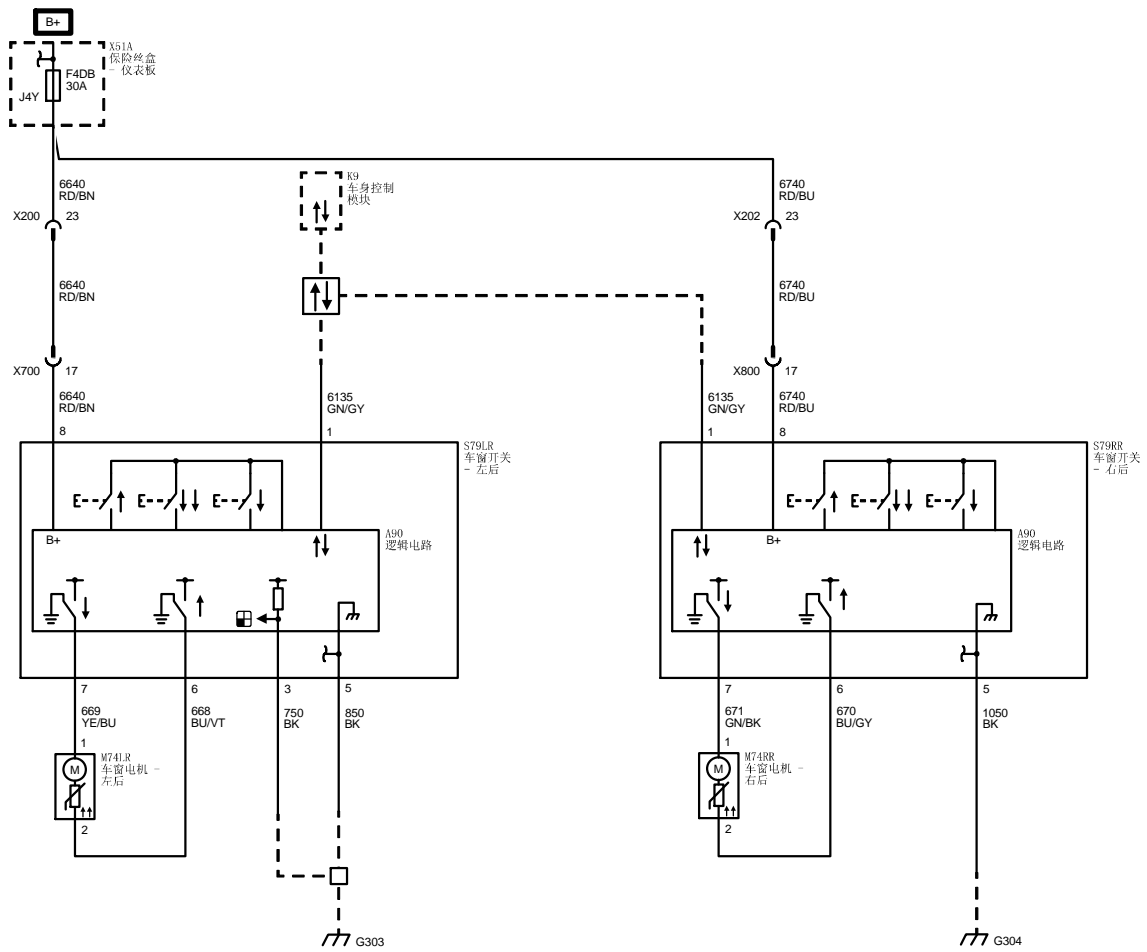 B+
X51A
保险丝盒
- 仪表板
F4DB
30A
J4Y
6640
RD/BN
X200
23
6640
RD/BN
X700
17
6640
RD/BN
8
K9
车身控制
模块
6135
GN/GY
1
6740
RD/BU
X202
23
6740
RD/BU
X800
17
6135
GN/GY
1
6740
RD/BU
8
S79LR
车窗开关
- 左后
A90
逻辑电路
B+
7
6
3
5
669
YE/BU
668
BU/VT
750
BK
850
BK
1
M74LR
车窗电机 -
左后
M
2
G303
S79RR
车窗开关
- 右后
A90
逻辑电路
B+
7
6
5
671
GN/BK
670
BU/GY
1050
BK
1
M74RR
车窗电机 -
右后
M
2
G304